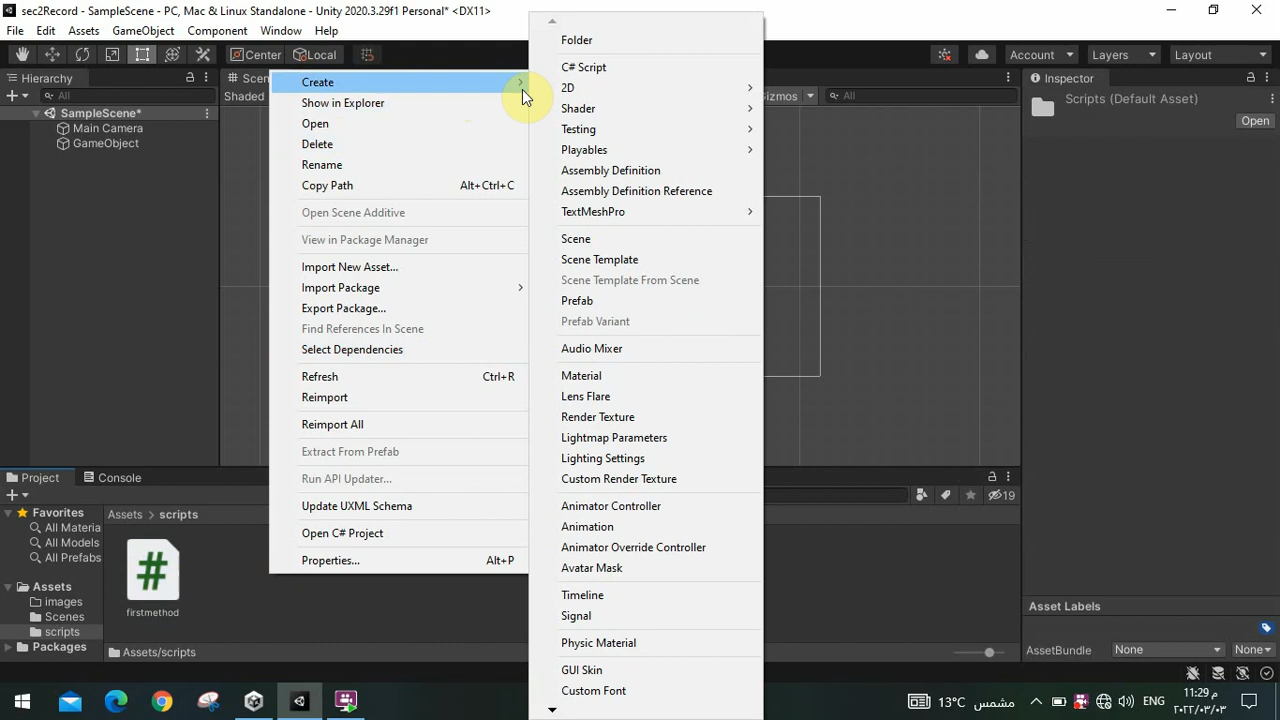 sec2Record - SampleScene - PC, Mac & Linux Standalone - Unity 2020.3.29f1 Personal* <DX11>
File Edit Assets GameObject Component Window Help
Center Local Account Layers Layout
Hierarchy
All
SampleScene*
Main Camera
GameObject
Scen
Shaded
Gizmos All
Create
Show in Explorer
Open
Delete
Rename
Copy Path Alt+Ctrl+C
Open Scene Additive
View in Package Manager
Import New Asset...
Import Package
Export Package...
Find References In Scene
Select Dependencies
Refresh Ctrl+R
Reimport
Reimport All
Extract From Prefab
Run API Updater...
Update UXML Schema
Open C# Project
Properties... Alt+P
Folder
C# Script
2D
Shader
Testing
Playables
Assembly Definition
Assembly Definition Reference
TextMeshPro
Scene
Scene Template
Scene Template From Scene
Prefab
Prefab Variant
Audio Mixer
Material
Lens Flare
Render Texture
Lightmap Parameters
Lighting Settings
Custom Render Texture
Animator Controller
Animation
Animator Override Controller
Avatar Mask
Timeline
Signal
Physic Material
GUI Skin
Custom Font
Inspector
Scripts (Default Asset)
Open
Project Console
19
Favorites
All Materia
All Models
All Prefabs
Assets
images
Scenes
scripts
Packages
Assets > scripts
#
firstmethod
Assets/scripts
Asset Labels
AssetBundle None None
13°C مشمس
ENG
11:29 م
٢٠٢٢/٠٣/٠٣